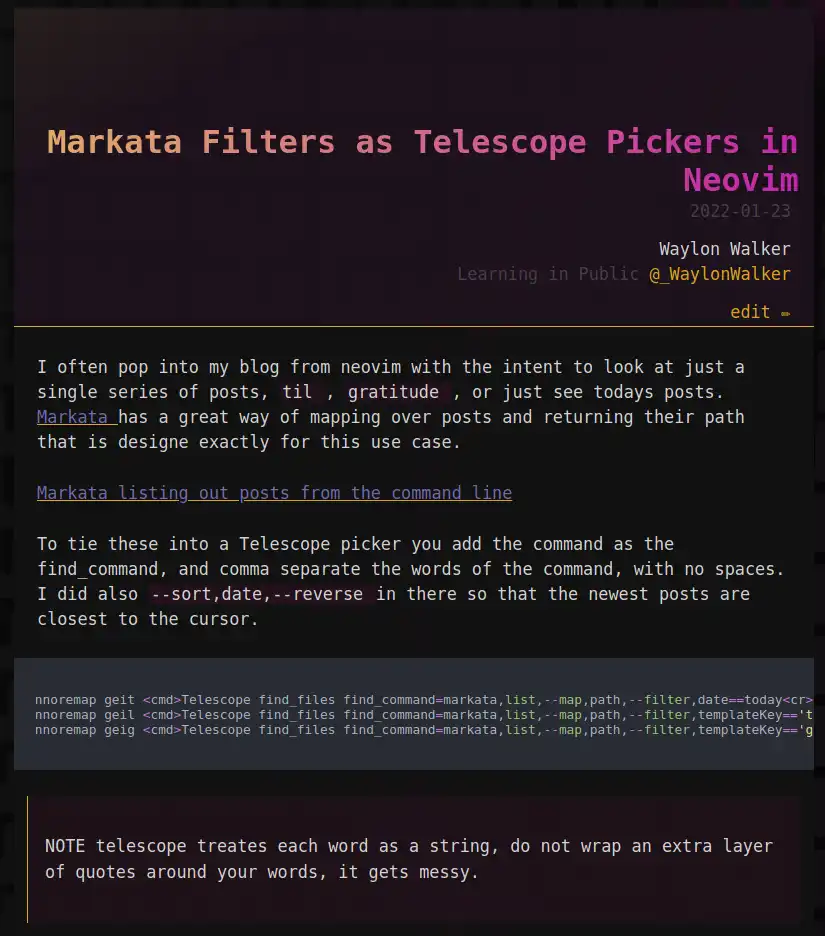 Markata Filters as Telescope Pickers in
Neovim
2022-01-23
Waylon Walker
Learning in Public @_WaylonWalker
edit ✏
I often pop into my blog from neovim with the intent to look at just a
single series of posts, til , gratitude , or just see todays posts.
Markata has a great way of mapping over posts and returning their path
that is designe exactly for this use case.
Markata listing out posts from the command line
To tie these into a Telescope picker you add the command as the
find_command, and comma separate the words of the command, with no spaces.
I did also --sort,date,--reverse in there so that the newest posts are
closest to the cursor.
nnoremap geit <cmd>Telescope find_files find_command=markata,list,--map,path,--filter,date==today<cr>
nnoremap geil <cmd>Telescope find_files find_command=markata,list,--map,path,--filter,templateKey=='t
nnoremap geig <cmd>Telescope find_files find_command=markata,list,--map,path,--filter,templateKey=='g
NOTE telescope treates each word as a string, do not wrap an extra layer
of quotes around your words, it gets messy.